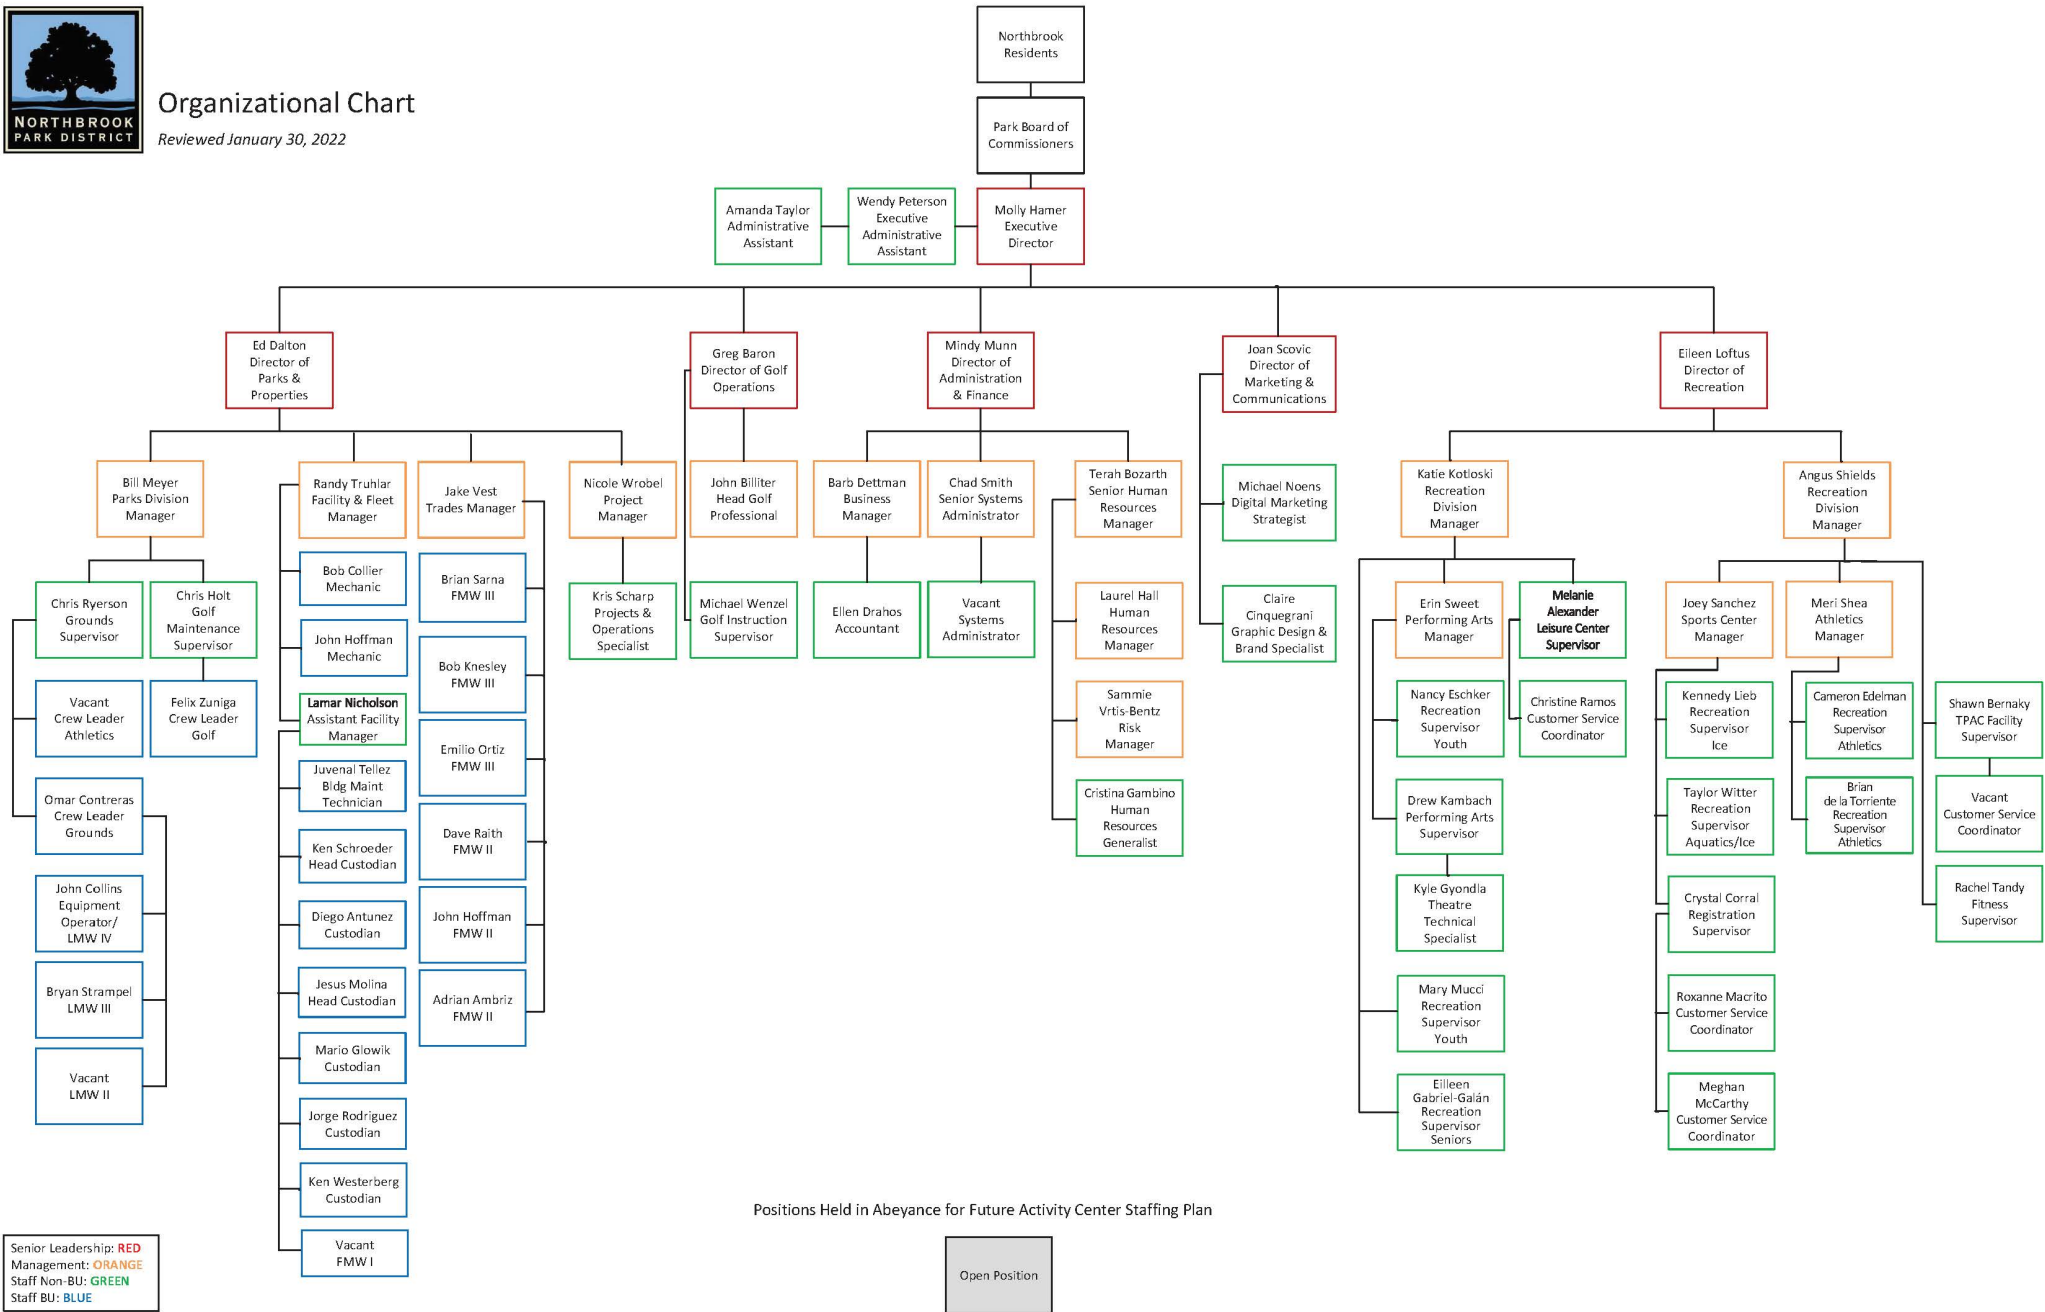 NORTHBROOK
PARK DISTRICT
Organizational Chart
Reviewed January 30, 2022
Northbrook
Residents
Park Board of
Commissioners
Amanda Taylor
Administrative
Assistant
Wendy Peterson
Executive
Administrative
Assistant
Molly Hamer
Executive
Director
Ed Dalton
Director of
Parks &
Properties
Greg Baron
Director of Golf
Operations
Mindy Munn
Director of
Administration
& Finance
Joan Scovic
Director of
Marketing &
Communications
Eileen Loftus
Director of
Recreation
Bill Meyer
Parks Division
Manager
Randy Truhlar
Facility & Fleet
Manager
Jake Vest
Trades Manager
Nicole Wrobel
Project
Manager
John Billiter
Head Golf
Professional
Barb Dettman
Business
Manager
Chad Smith
Senior Systems
Administrator
Terah Bozarth
Senior Human
Resources
Manager
Michael Noens
Digital Marketing
Strategist
Katie Kotloski
Recreation
Division
Manager
Angus Shields
Recreation
Division
Manager
Chris Ryerson
Grounds
Supervisor
Chris Holt
Golf
Maintenance
Supervisor
Vacant
Crew Leader
Athletics
Felix Zuniga
Crew Leader
Golf
Omar Contreras
Crew Leader
Grounds
John Collins
Equipment
Operator/
LMW IV
Bryan Strampel
LMW III
Vacant
LMW II
Bob Collier
Mechanic
John Hoffman
Mechanic
Lamar Nicholson
Assistant Facility
Manager
Juvenal Tellez
Bldg Maint
Technician
Ken Schroeder
Head Custodian
Diego Antunez
Custodian
Jesus Molina
Head Custodian
Mario Glowik
Custodian
Jorge Rodriguez
Custodian
Ken Westerberg
Custodian
Vacant
FMW I
Brian Sarna
FMW III
Bob Knesley
FMW III
Emilio Ortiz
FMW III
Dave Raith
FMW II
John Hoffman
FMW II
Adrian Ambriz
FMW II
Kris Scharp
Projects &
Operations
Specialist
Michael Wenzel
Golf Instruction
Supervisor
Ellen Drahos
Accountant
Vacant
Systems
Administrator
Laurel Hall
Human
Resources
Manager
Sammie
Vrtis-Bentz
Risk
Manager
Cristina Gambino
Human
Resources
Generalist
Claire
Cinquegrani
Graphic Design &
Brand Specialist
Erin Sweet
Performing Arts
Manager
Melanie
Alexander
Leisure Center
Supervisor
Nancy Eschker
Recreation
Supervisor
Youth
Christine Ramos
Customer Service
Coordinator
Drew Kambach
Performing Arts
Supervisor
Kyle Gyondla
Theatre
Technical
Specialist
Mary Mucci
Recreation
Supervisor
Youth
Eilleen
Gabriel-Galán
Recreation
Supervisor
Seniors
Joey Sanchez
Sports Center
Manager
Meri Shea
Athletics
Manager
Kennedy Lieb
Recreation
Supervisor
Ice
Cameron Edelman
Recreation
Supervisor
Athletics
Shawn Bernaky
TPAC Facility
Supervisor
Taylor Witter
Recreation
Supervisor
Aquatics/Ice
Brian
de la Torriente
Recreation
Supervisor
Athletics
Vacant
Customer Service
Coordinator
Crystal Corral
Registration
Supervisor
Rachel Tandy
Fitness
Supervisor
Roxanne Macrito
Customer Service
Coordinator
Meghan
McCarthy
Customer Service
Coordinator
Positions Held in Abeyance for Future Activity Center Staffing Plan
Open Position
Senior Leadership: RED
Management: ORANGE
Staff Non-BU: GREEN
Staff BU: BLUE